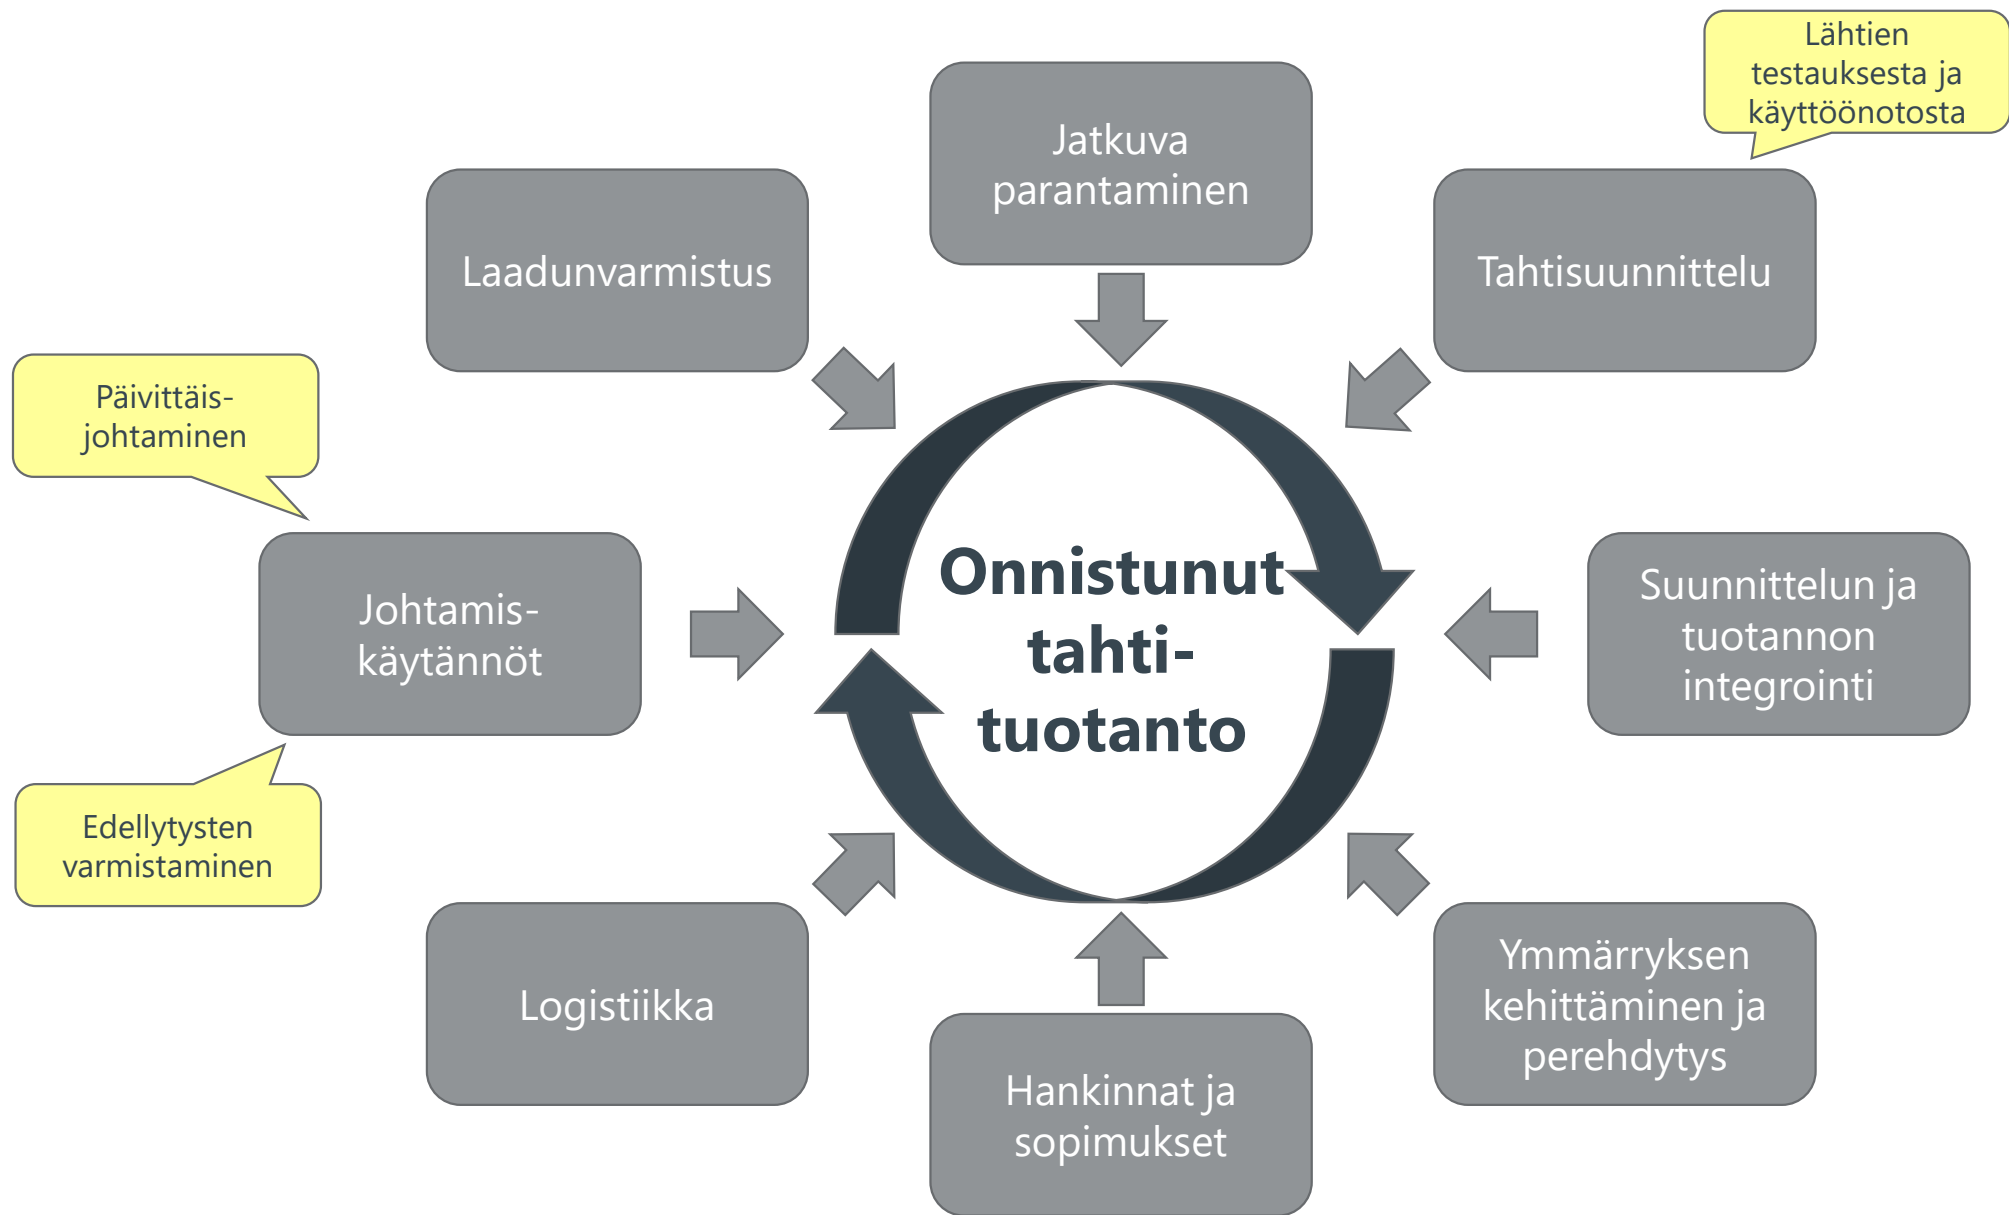 Lähtien
testauksesta ja
käyttöönotosta
Jatkuva
parantaminen
Laadunvarmistus
Tahtisuunnittelu
Päivittäis-
johtaminen
Onnistunut
tahti-
tuotanto
Johtamis-
käytännöt
Suunnittelun ja
tuotannon
integrointi
Edellytysten
varmistaminen
Logistiikka
Ymmärryksen
kehittäminen ja
perehdytys
Hankinnat ja
sopimukset